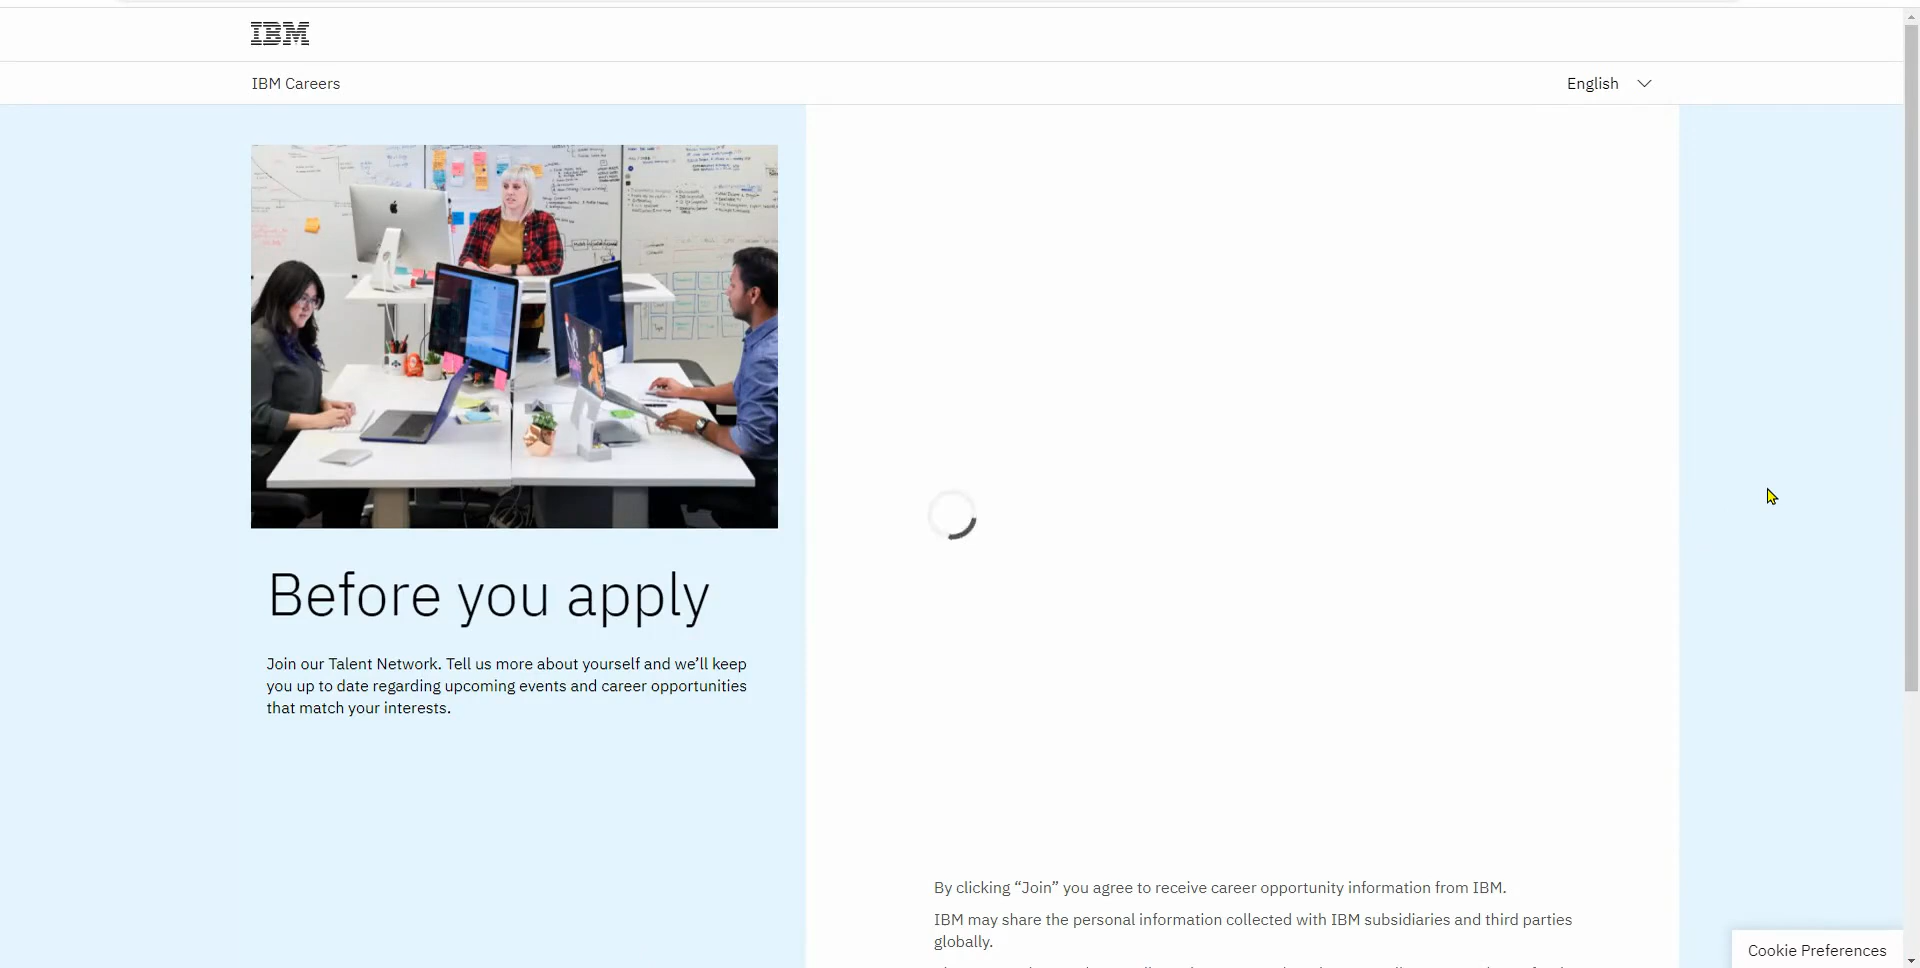 IBM
IBM Careers
English
Before you apply
Join our Talent Network. Tell us more about yourself and we’ll keep
you up to date regarding upcoming events and career opportunities
that match your interests.
By clicking “Join” you agree to receive career opportunity information from IBM.
IBM may share the personal information collected with IBM subsidiaries and third parties
globally.
Cookie Preferences